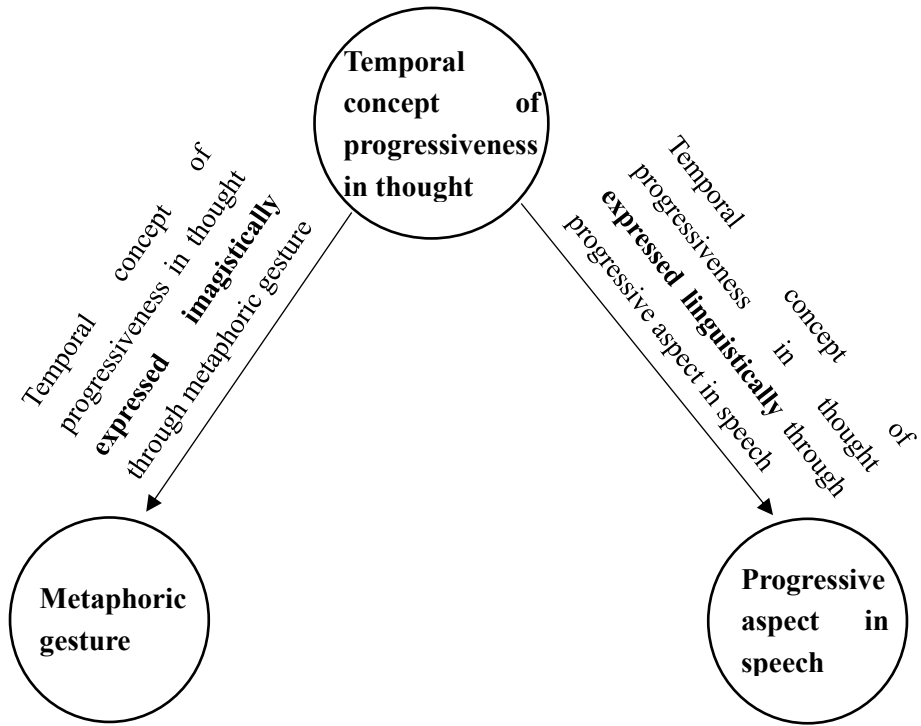 Temporal
concept of
progressiveness
in thought
Temporal concept of
progressiveness in thought
expressed imagistically
through metaphoric gesture
Temporal concept of
progressiveness in thought
expressed linguistically through
progressive aspect in speech
Metaphoric
gesture
Progressive
aspect in
speech